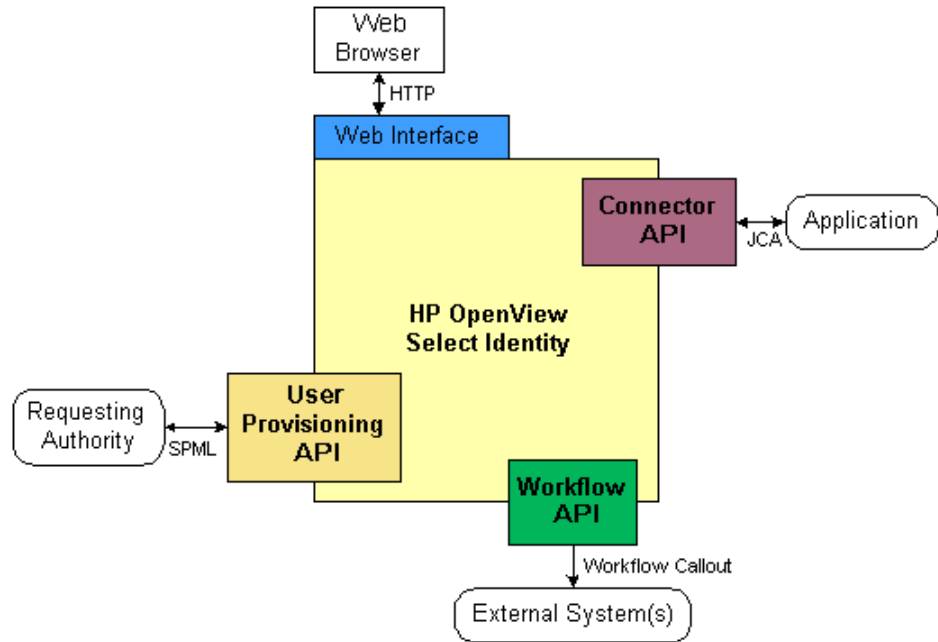 Web
Browser
HTTP
Web Interface
Connector
API
JCA
Application
HP OpenView
Select Identity
Requesting
Authority
SPML
User
Provisioning
API
Workflow
API
Workflow Callout
External System(s)